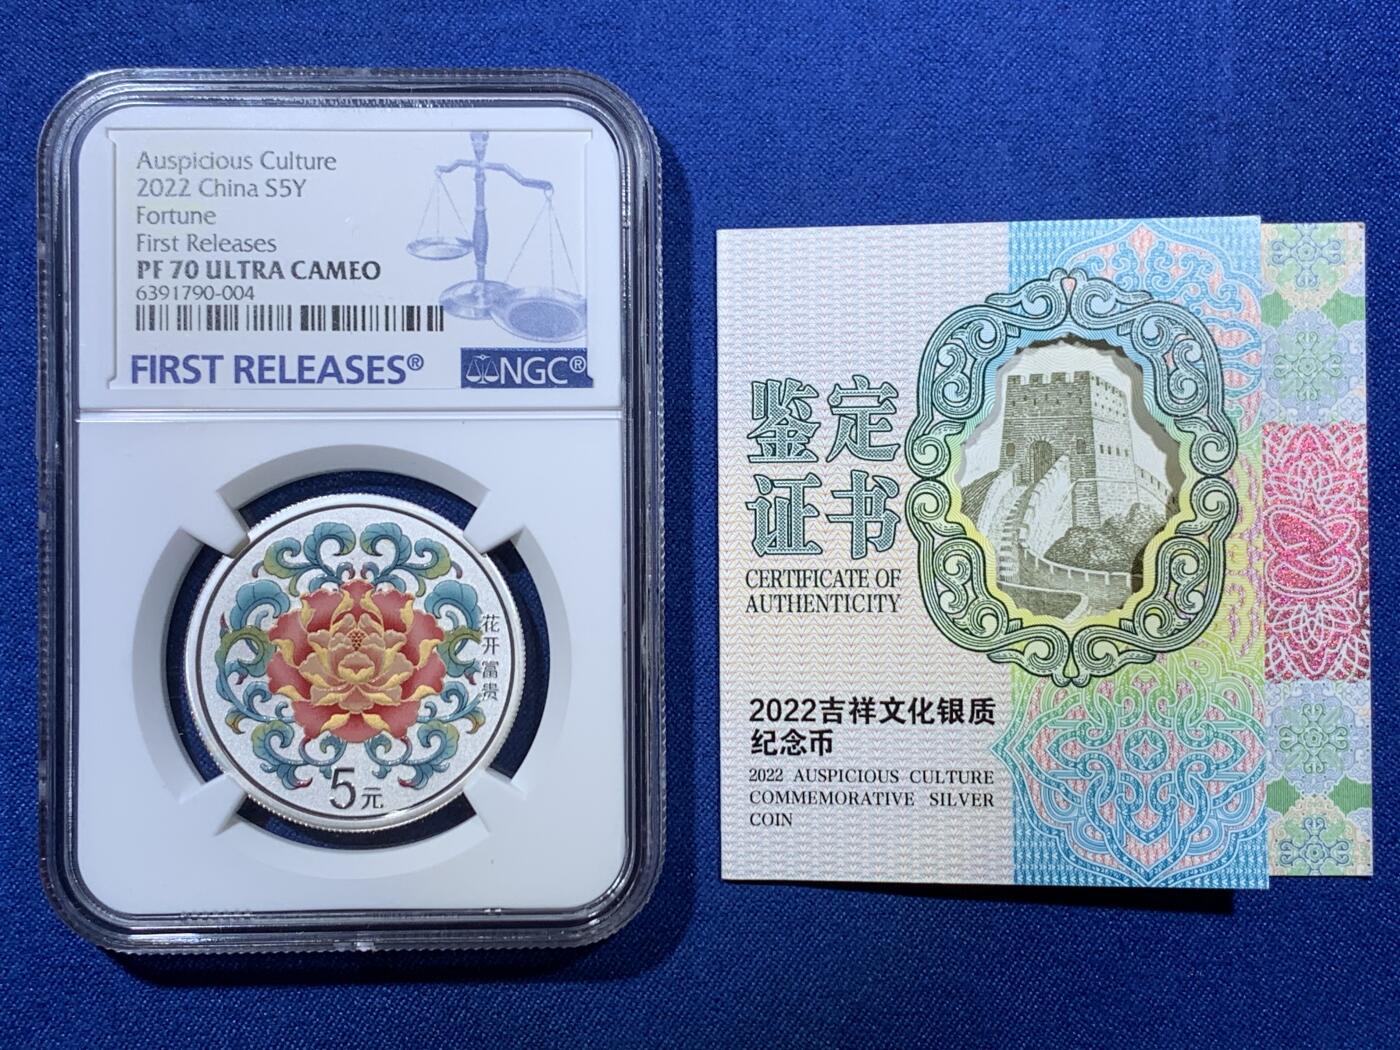 Auspicious Culture
2022 China S5Y
Fortune
First Releases
PF 70 ULTRA CAMEO
6391790-004
FIRST RELEASES®
NGC®
花开富贵
5元
鉴定
证书
CERTIFICATE OF
AUTHENTICITY
2022吉祥文化银质
纪念币
2022 AUSPICIOUS CULTURE
COMMEMORATIVE SILVER
COIN